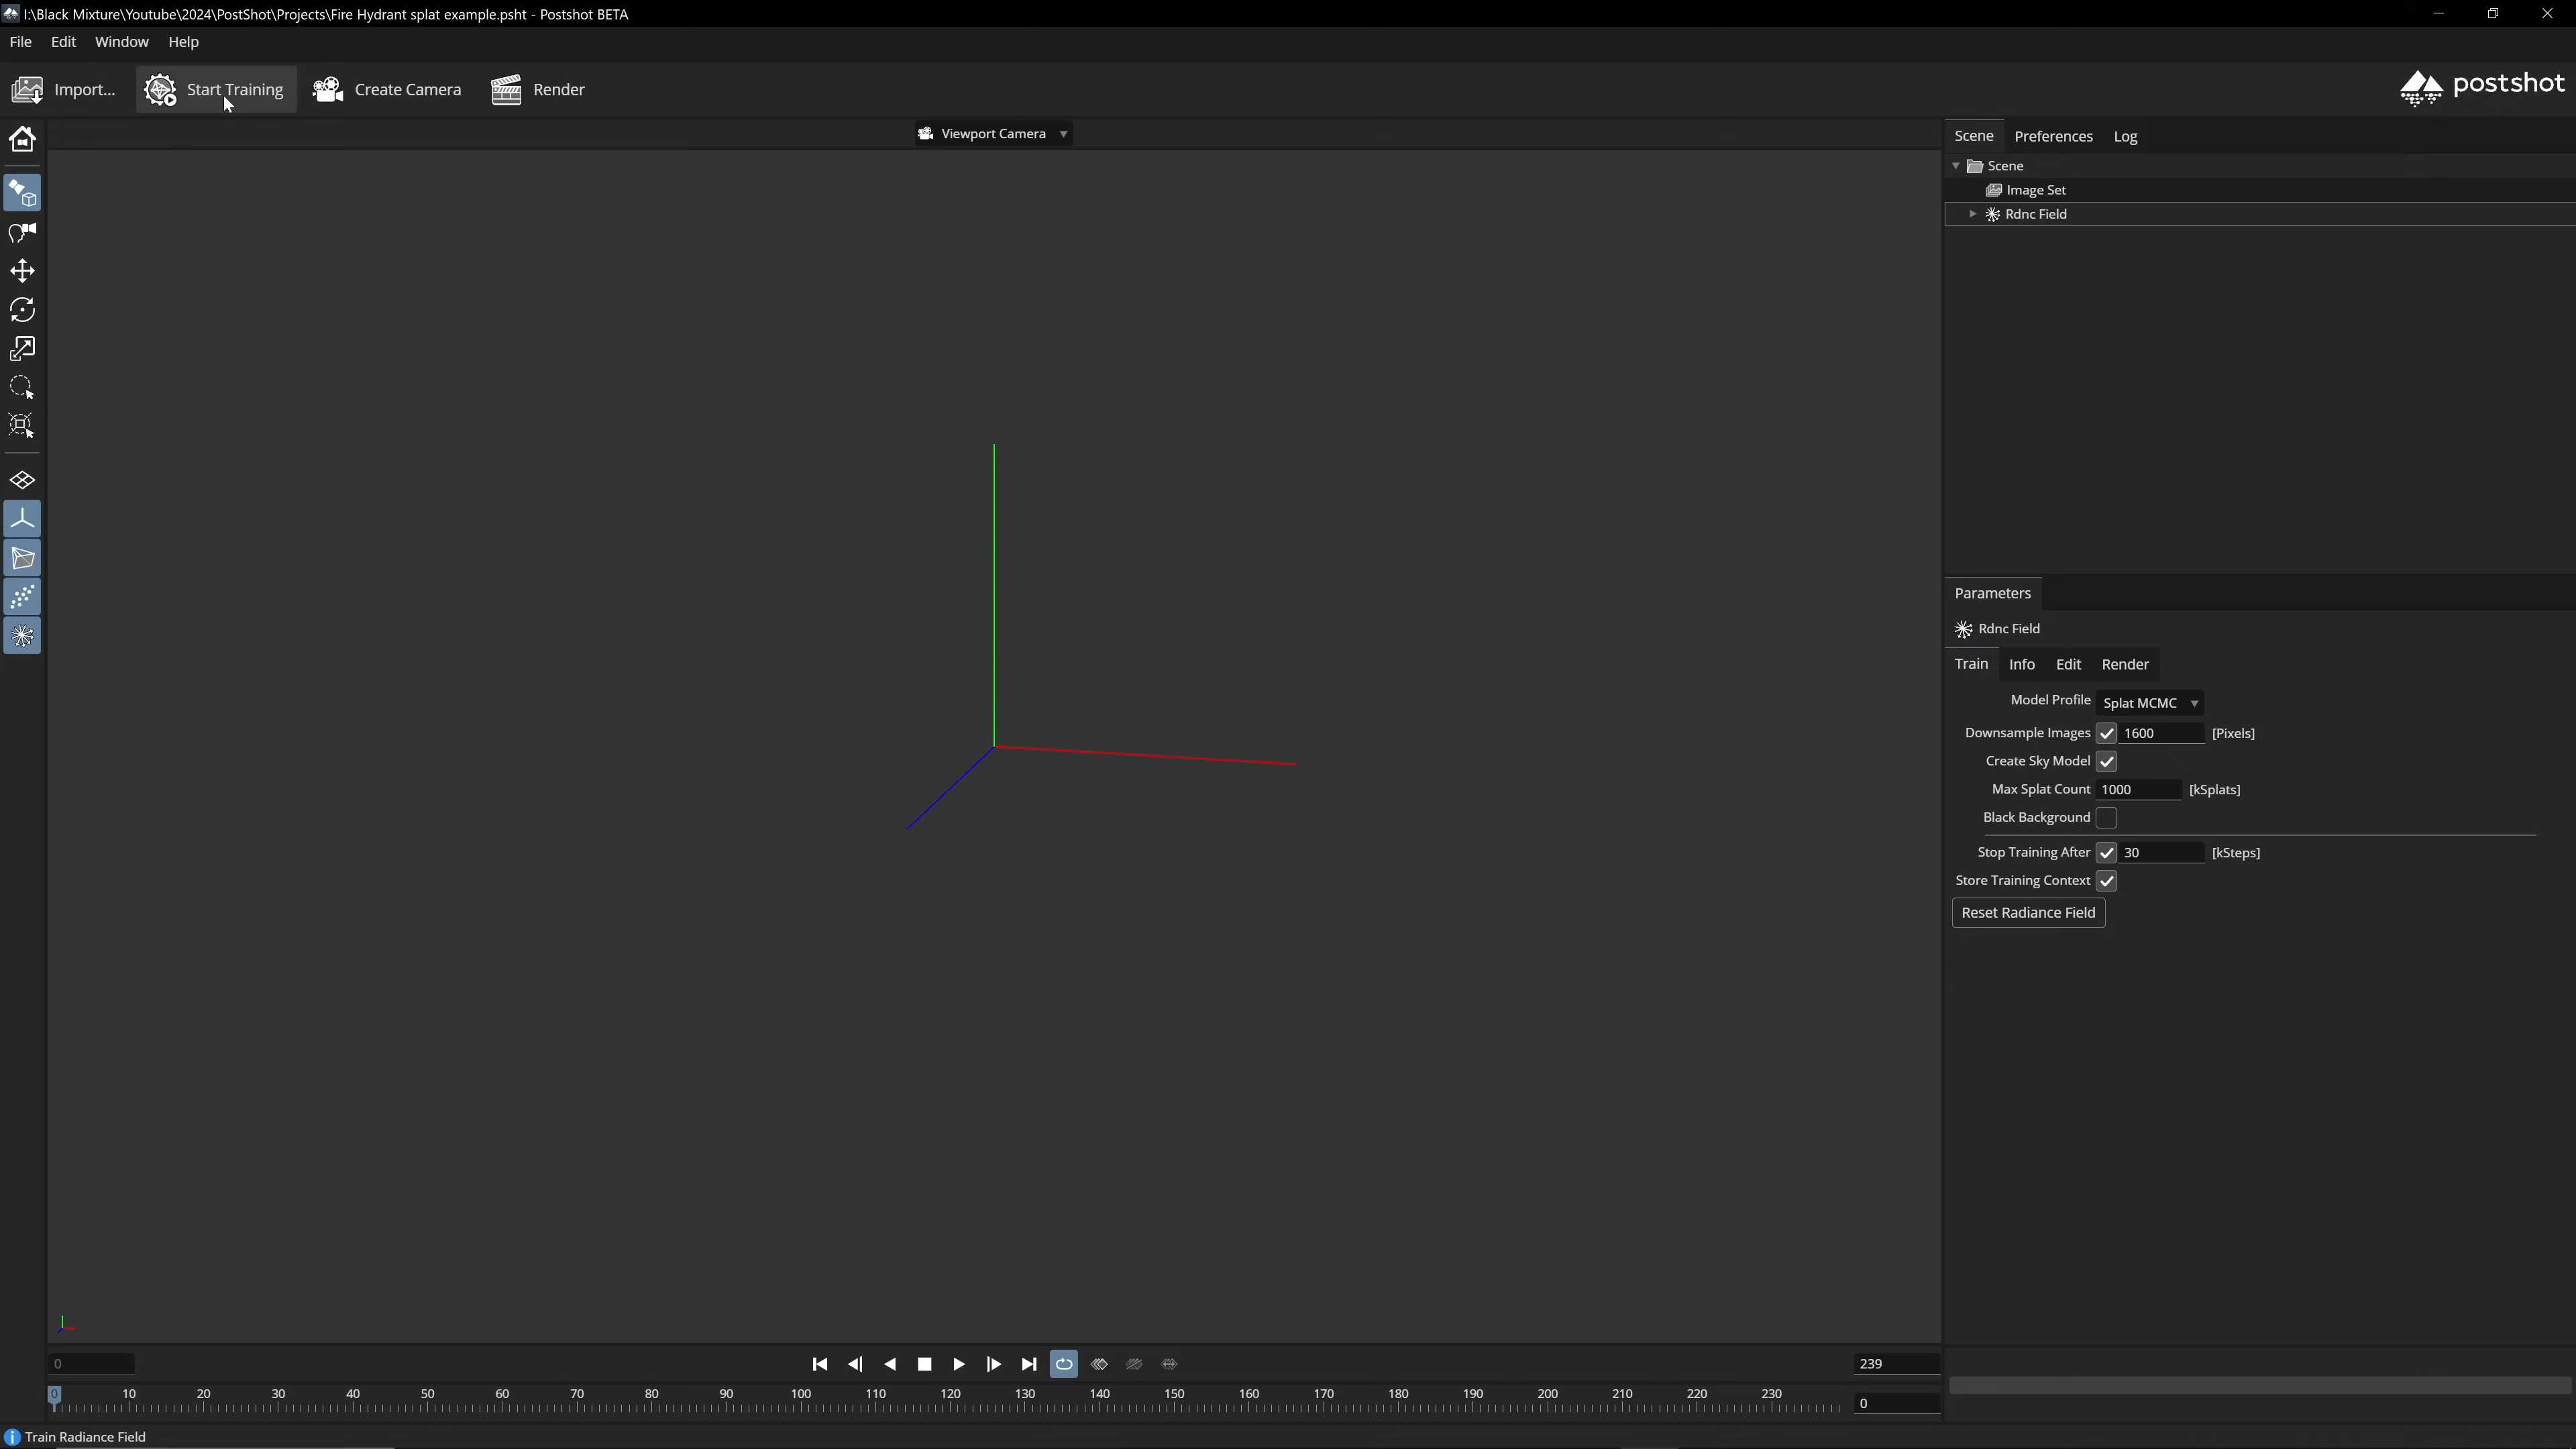 I:\Black Mixture\Youtube\2024\PostShot\Projects\Fire Hydrant splat example.psht - Postshot BETA
File Edit Window Help
Import... Start Training Create Camera Render postshot
Viewport Camera
Scene Preferences Log
Scene
Image Set
Rdnc Field
Parameters
Rdnc Field
Train Info Edit Render
Model Profile Splat MCMC
Downsample Images 1600 [Pixels]
Create Sky Model
Max Splat Count 1000 [kSplats]
Black Background
Stop Training After 30 [kSteps]
Store Training Context
Reset Radiance Field
0 239
0 10 20 30 40 50 60 70 80 90 100 110 120 130 140 150 160 170 180 190 200 210 220 230 0
Train Radiance Field